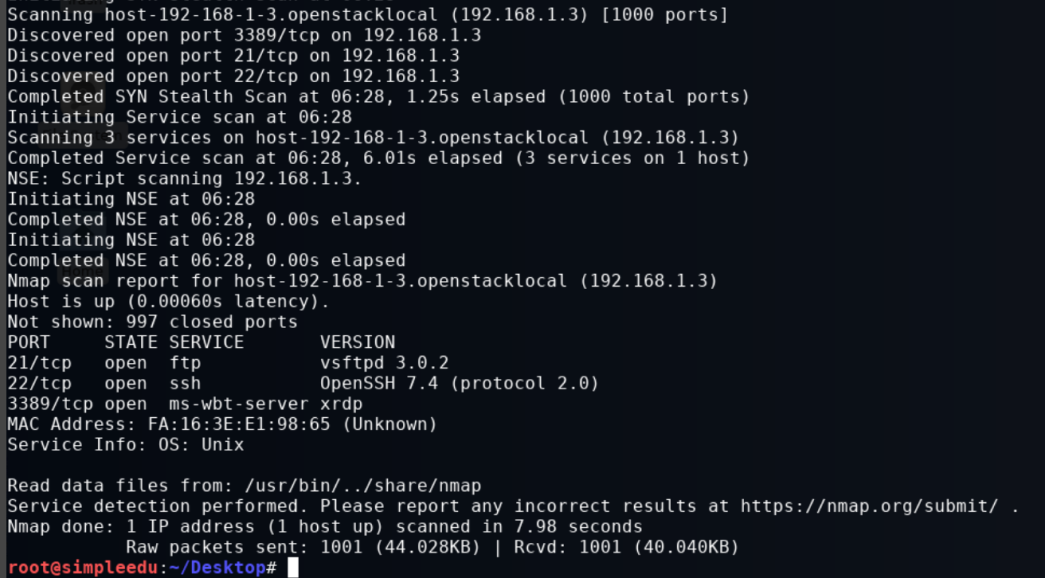 Scanning host-192-168-1-3.openstacklocal (192.168.1.3) [1000 ports]
Discovered open port 3389/tcp on 192.168.1.3
Discovered open port 21/tcp on 192.168.1.3
Discovered open port 22/tcp on 192.168.1.3
Completed SYN Stealth Scan at 06:28, 1.25s elapsed (1000 total ports)
Initiating Service scan at 06:28
Scanning 3 services on host-192-168-1-3.openstacklocal (192.168.1.3)
Completed Service scan at 06:28, 6.01s elapsed (3 services on 1 host)
NSE: Script scanning 192.168.1.3.
Initiating NSE at 06:28
Completed NSE at 06:28, 0.00s elapsed
Initiating NSE at 06:28
Completed NSE at 06:28, 0.00s elapsed
Nmap scan report for host-192-168-1-3.openstacklocal (192.168.1.3)
Host is up (0.00060s latency).
Not shown: 997 closed ports
PORT     STATE SERVICE       VERSION
21/tcp   open  ftp           vsftpd 3.0.2
22/tcp   open  ssh           OpenSSH 7.4 (protocol 2.0)
3389/tcp open  ms-wbt-server xrdp
MAC Address: FA:16:3E:E1:98:65 (Unknown)
Service Info: OS: Unix
Read data files from: /usr/bin/../share/nmap
Service detection performed. Please report any incorrect results at https://nmap.org/submit/ .
Nmap done: 1 IP address (1 host up) scanned in 7.98 seconds
           Raw packets sent: 1001 (44.028KB) | Rcvd: 1001 (40.040KB)
root@simpleedu:~/Desktop#